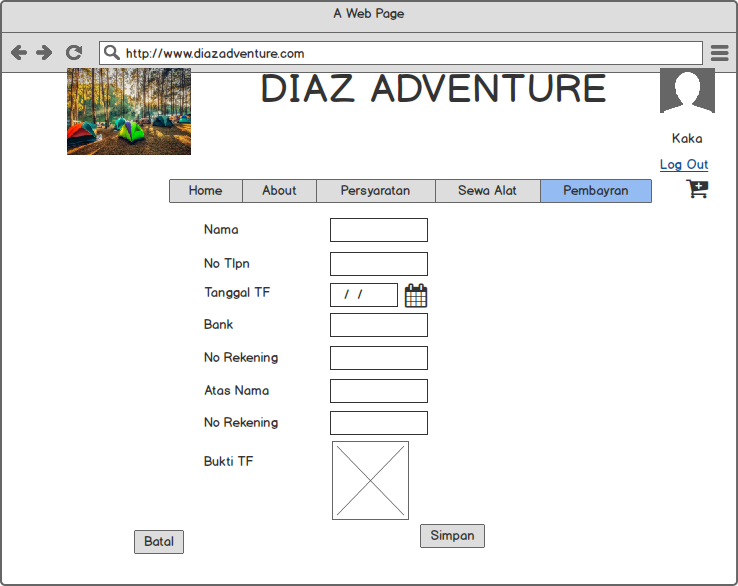 A Web Page
http://www.diazadventure.com
DIAZ ADVENTURE
Kaka
Log Out
Home About Persyaratan Sewa Alat Pembayran
Nama
No Tlpn
Tanggal TF / /
Bank
No Rekening
Atas Nama
No Rekening
Bukti TF
Batal Simpan